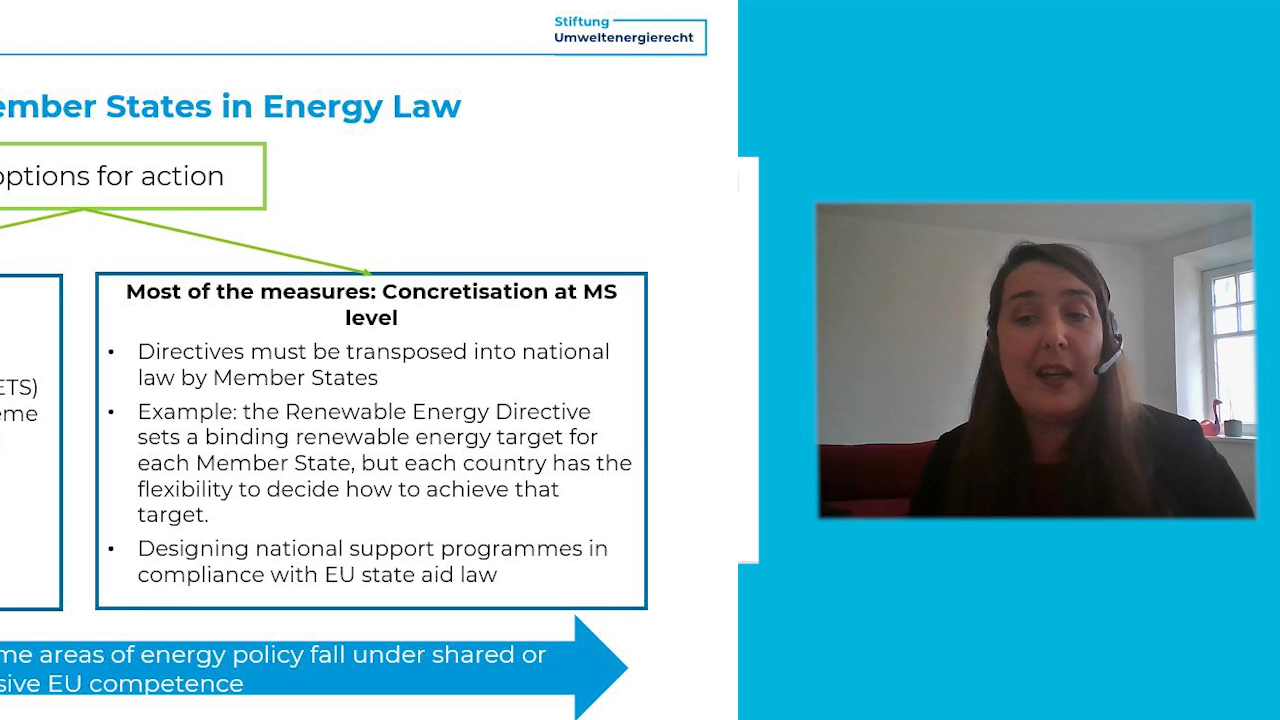 Stiftung
Umweltenergierecht
ember States in Energy Law
options for action
ETS)
eme
Most of the measures: Concretisation at MS
level
• Directives must be transposed into national
law by Member States
• Example: the Renewable Energy Directive
sets a binding renewable energy target for
each Member State, but each country has the
flexibility to decide how to achieve that
target.
• Designing national support programmes in
compliance with EU state aid law
me areas of energy policy fall under shared or
sive EU competence